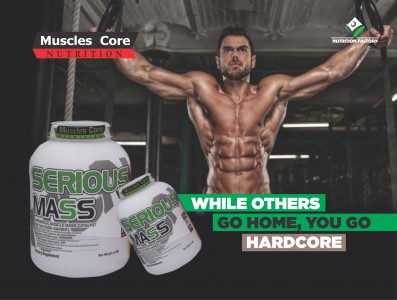 Muscles Core
NUTRITION
NUTRITION FACTORY
Muscles Core
SERIOUS
MASS
SERIOUS
MASS
WHILE OTHERS
GO HOME, YOU GO
HARDCORE